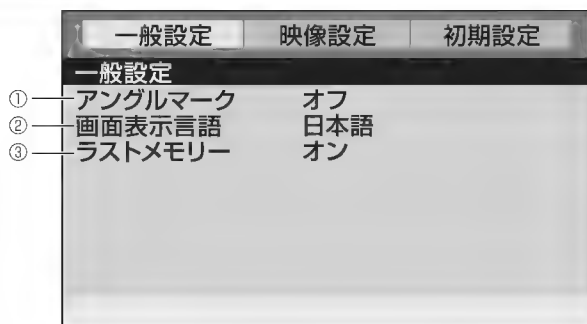 一般設定 映像設定 初期設定
一般設定
① アングルマーク オフ
② 画面表示言語 日本語
③ ラストメモリー オン